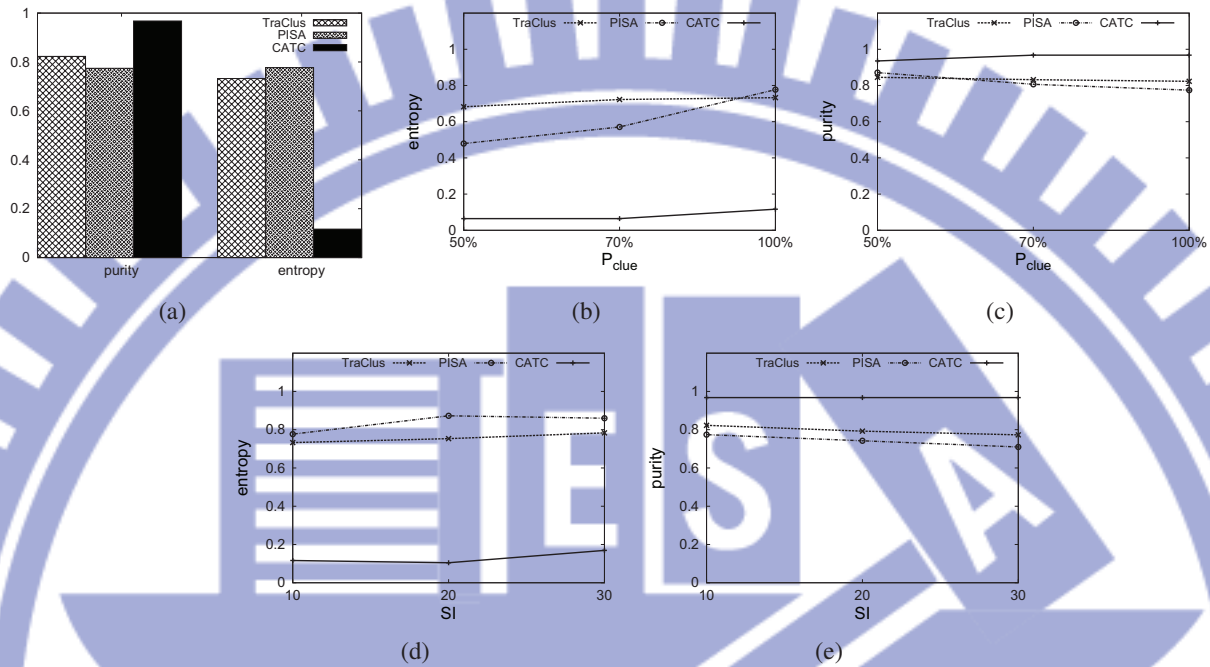 TraClus
PISA
CATC
1
0.8
0.6
0.4
0.2
0
purity entropy
(a)
TraClus PISA CATC
1
0.8
0.6
0.4
0.2
0
entropy
50% 70% 100%
P_clue
(b)
TraClus PISA CATC
1
0.8
0.6
0.4
0.2
0
purity
50% 70% 100%
P_clue
(c)
TraClus PISA CATC
1
0.8
0.6
0.4
0.2
0
entropy
10 20 30
SI
(d)
TraClus PISA CATC
1
0.8
0.6
0.4
0.2
0
purity
10 20 30
SI
(e)
E S A